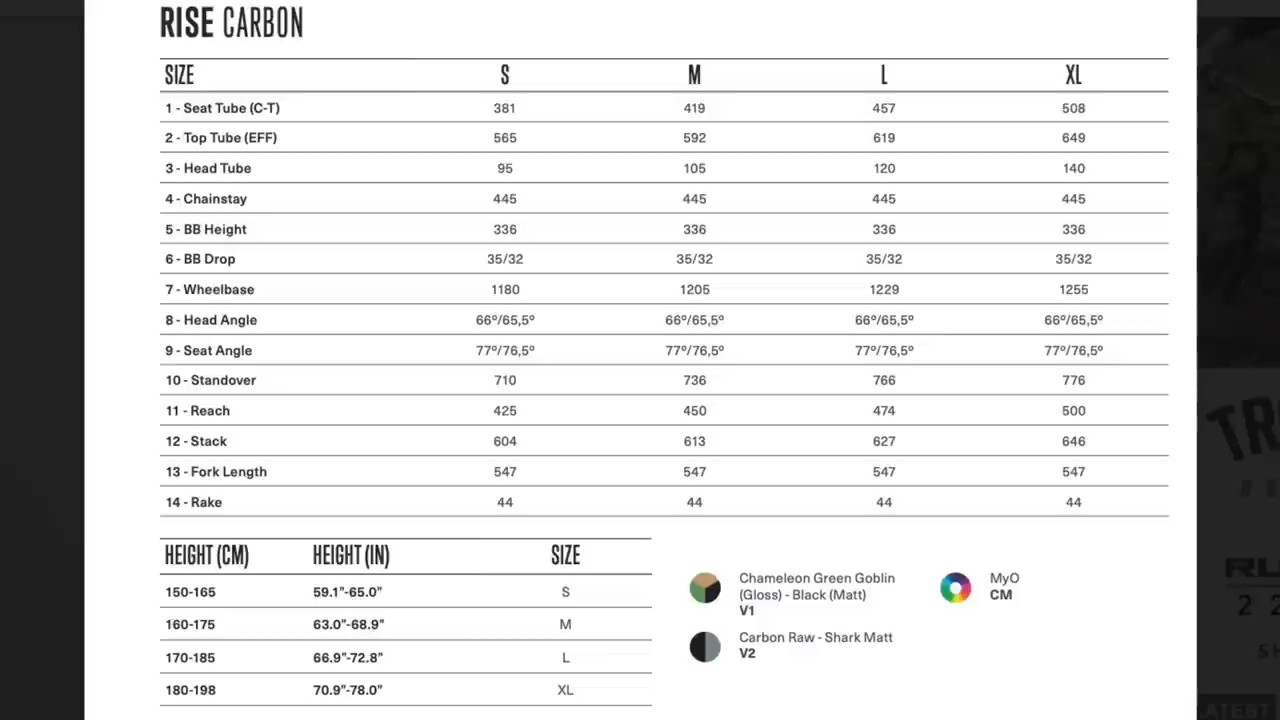 RISE CARBON
SIZE S M L XL
1 - Seat Tube (C-T) 381 419 457 508
2 - Top Tube (EFF) 565 592 619 649
3 - Head Tube 95 105 120 140
4 - Chainstay 445 445 445 445
5 - BB Height 336 336 336 336
6 - BB Drop 35/32 35/32 35/32 35/32
7 - Wheelbase 1180 1205 1229 1255
8 - Head Angle 66º/65,5º 66º/65,5º 66º/65,5º 66º/65,5º
9 - Seat Angle 77º/76,5º 77º/76,5º 77º/76,5º 77º/76,5º
10 - Standover 710 736 766 776
11 - Reach 425 450 474 500
12 - Stack 604 613 627 646
13 - Fork Length 547 547 547 547
14 - Rake 44 44 44 44
HEIGHT (CM) HEIGHT (IN) SIZE
150-165 59.1”-65.0” S
160-175 63.0”-68.9” M
170-185 66.9”-72.8” L
180-198 70.9”-78.0” XL
Chameleon Green Goblin
(Gloss) - Black (Matt)
V1
Carbon Raw - Shark Matt
V2
MyO
CM